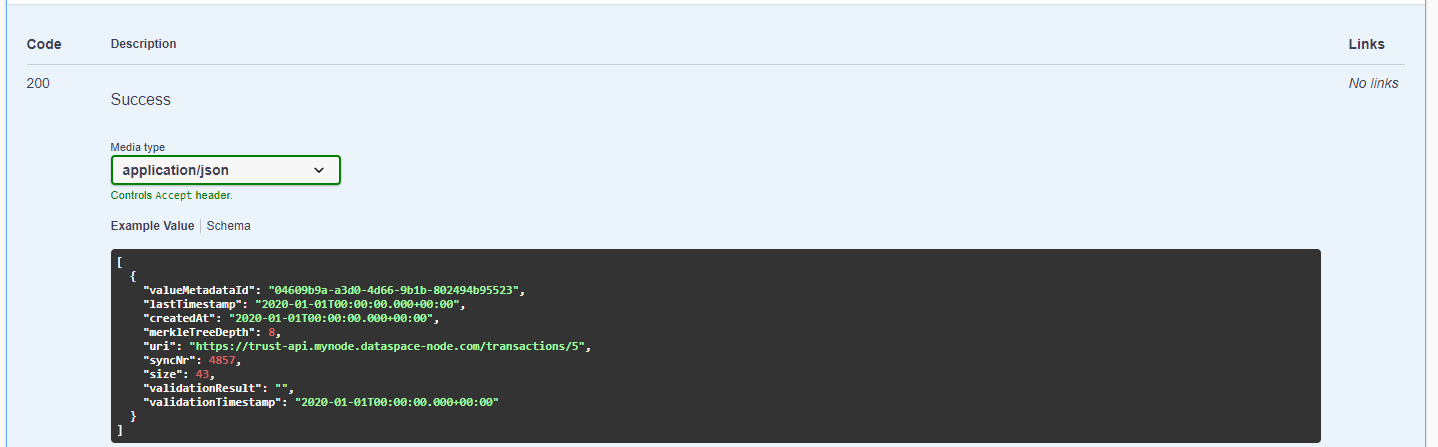 Code Description Links
200 Success No links
Media type
application/json
Controls Accept header.
Example Value Schema
[
  {
    "valueMetadataId": "04609b9a-a3d0-4d66-9b1b-802494b95523",
    "lastTimestamp": "2020-01-01T00:00:00.000+00:00",
    "createdAt": "2020-01-01T00:00:00.000+00:00",
    "merkleTreeDepth": 8,
    "uri": "https://trust-api.mynode.dataspace-node.com/transactions/5",
    "syncNr": 4857,
    "size": 43,
    "validationResult": "",
    "validationTimestamp": "2020-01-01T00:00:00.000+00:00"
  }
]